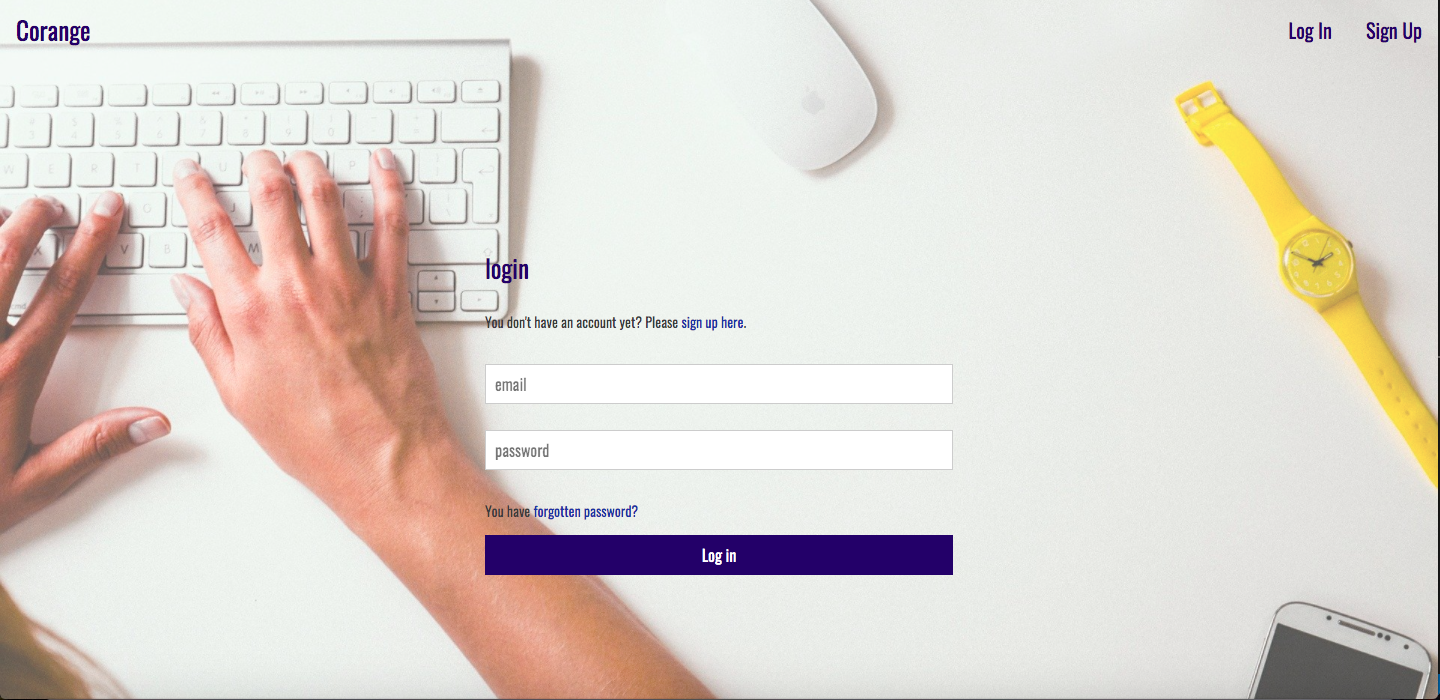 Corange
Log In
Sign Up
login
You don't have an account yet? Please sign up here.
email
password
You have forgotten password?
Log in